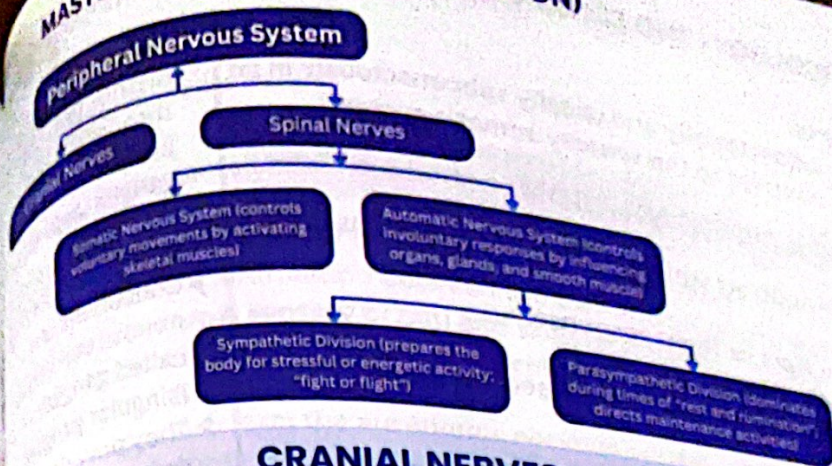 Peripheral Nervous System
Cranial Nerves
Spinal Nerves
Somatic Nervous System (controls
voluntary movements by activating
skeletal muscles)
Automatic Nervous System (controls
involuntary responses by influencing
organs, glands, and smooth muscle)
Sympathetic Division (prepares the
body for stressful or energetic activity;
"fight or flight")
Parasympathetic Division (dominates
during times of "rest and rumination";
directs maintenance activities)
CRANIAL NERVES